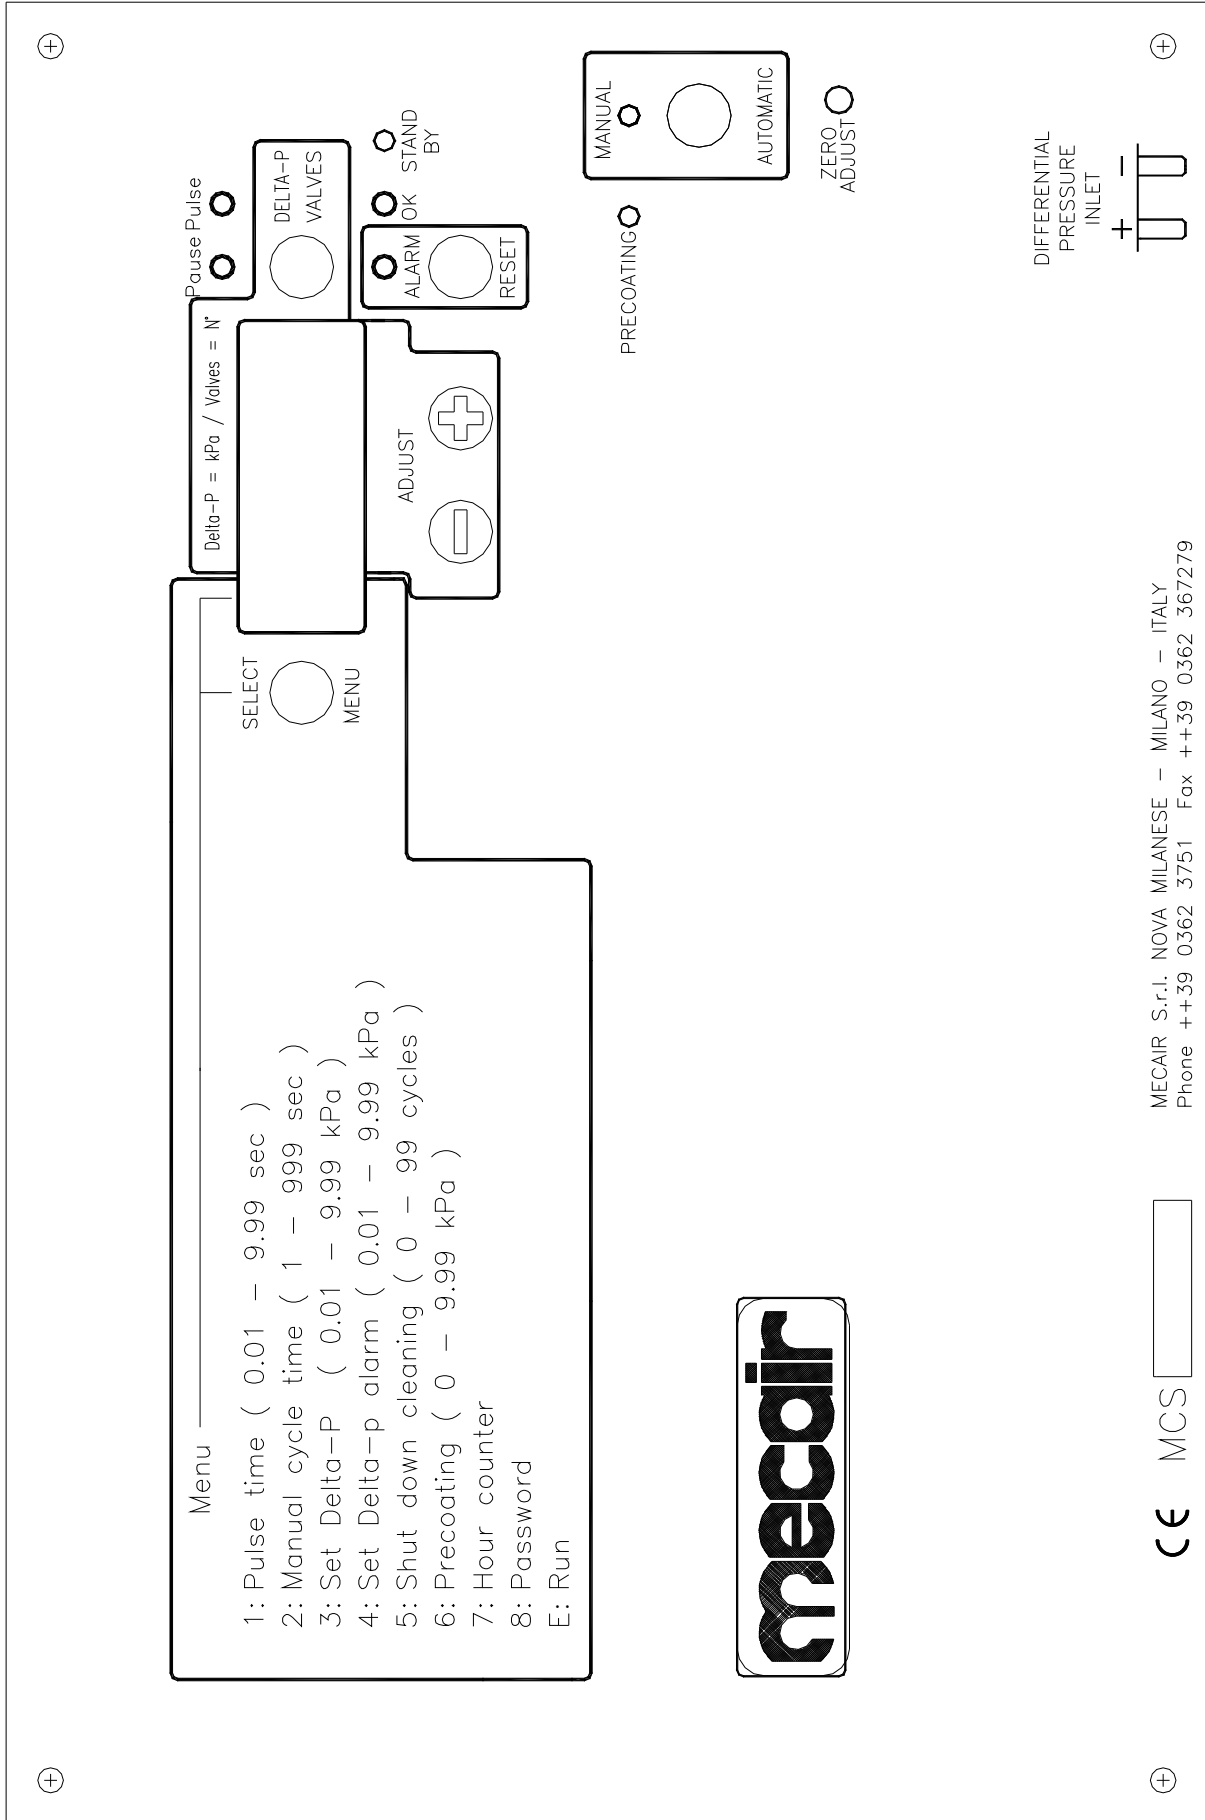 Menu
1: Pulse time ( 0.01 - 9.99 sec )
2: Manual cycle time ( 1 - 999 sec )
3: Set Delta-P ( 0.01 - 9.99 kPa )
4: Set Delta-p alarm ( 0.01 - 9.99 kPa )
5: Shut down cleaning ( 0 - 99 cycles )
6: Precoating ( 0 - 9.99 kPa )
7: Hour counter
8: Password
E: Run
SELECT
MENU
Delta-P = kPa / Valves = N°
Pause Pulse
DELTA-P
VALVES
ADJUST
ALARM OK STAND
BY
RESET
PRECOATING
MANUAL
AUTOMATIC
ZERO
ADJUST
mecair
DIFFERENTIAL
PRESSURE
INLET
+ -
CE MCS
MECAIR S.r.l. NOVA MILANESE - MILANO - ITALY
Phone ++39 0362 3751 Fax ++39 0362 367279